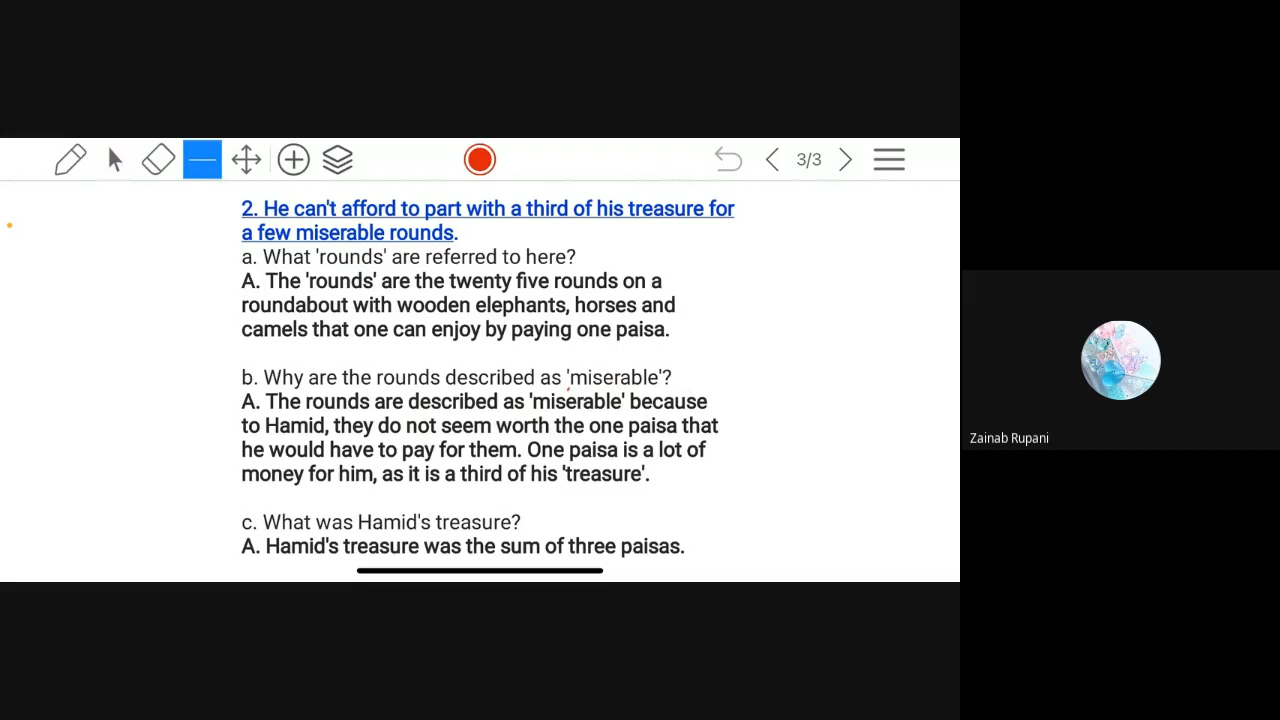 3/3
2. He can't afford to part with a third of his treasure for
a few miserable rounds.
a. What 'rounds' are referred to here?
A. The 'rounds' are the twenty five rounds on a
roundabout with wooden elephants, horses and
camels that one can enjoy by paying one paisa.
b. Why are the rounds described as 'miserable'?
A. The rounds are described as 'miserable' because
to Hamid, they do not seem worth the one paisa that
he would have to pay for them. One paisa is a lot of
money for him, as it is a third of his 'treasure'.
c. What was Hamid's treasure?
A. Hamid's treasure was the sum of three paisas.
Zainab Rupani